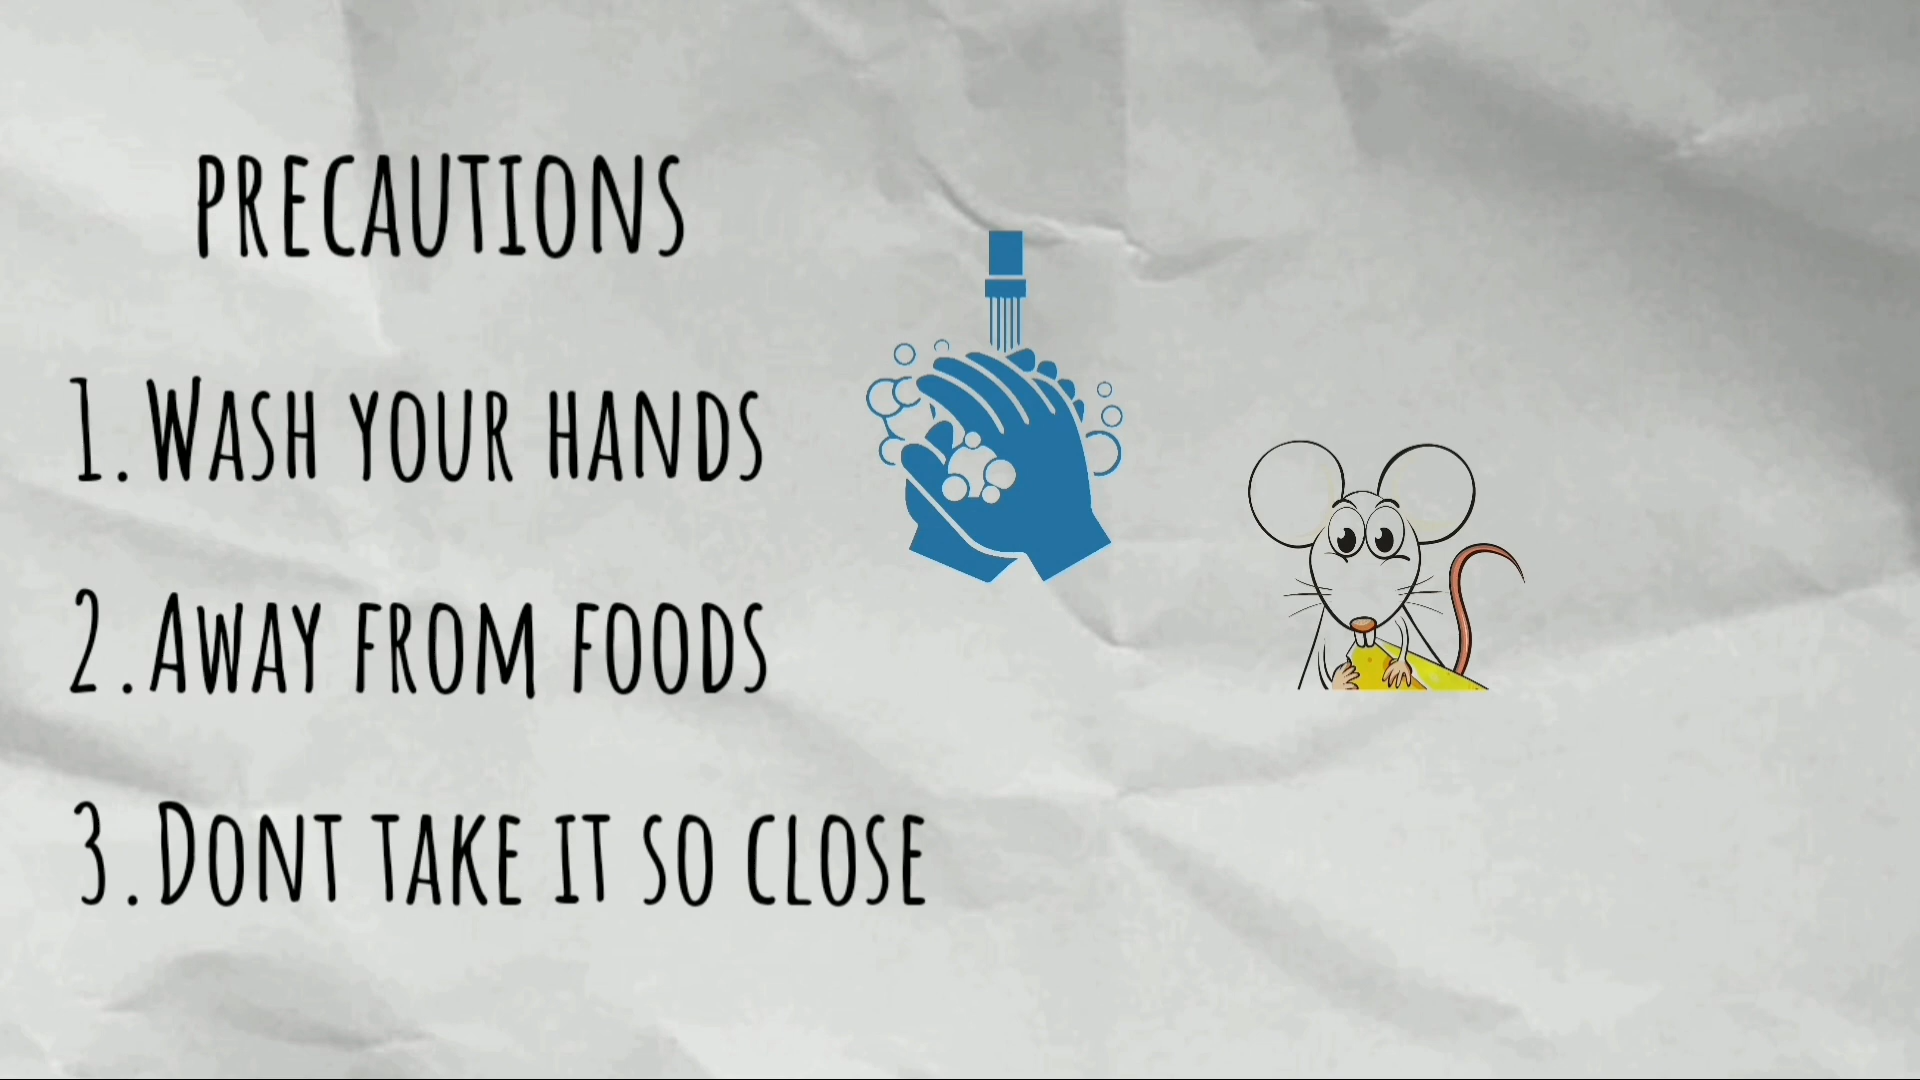 PRECAUTIONS
1. WASH YOUR HANDS
2. AWAY FROM FOODS
3. DONT TAKE IT SO CLOSE